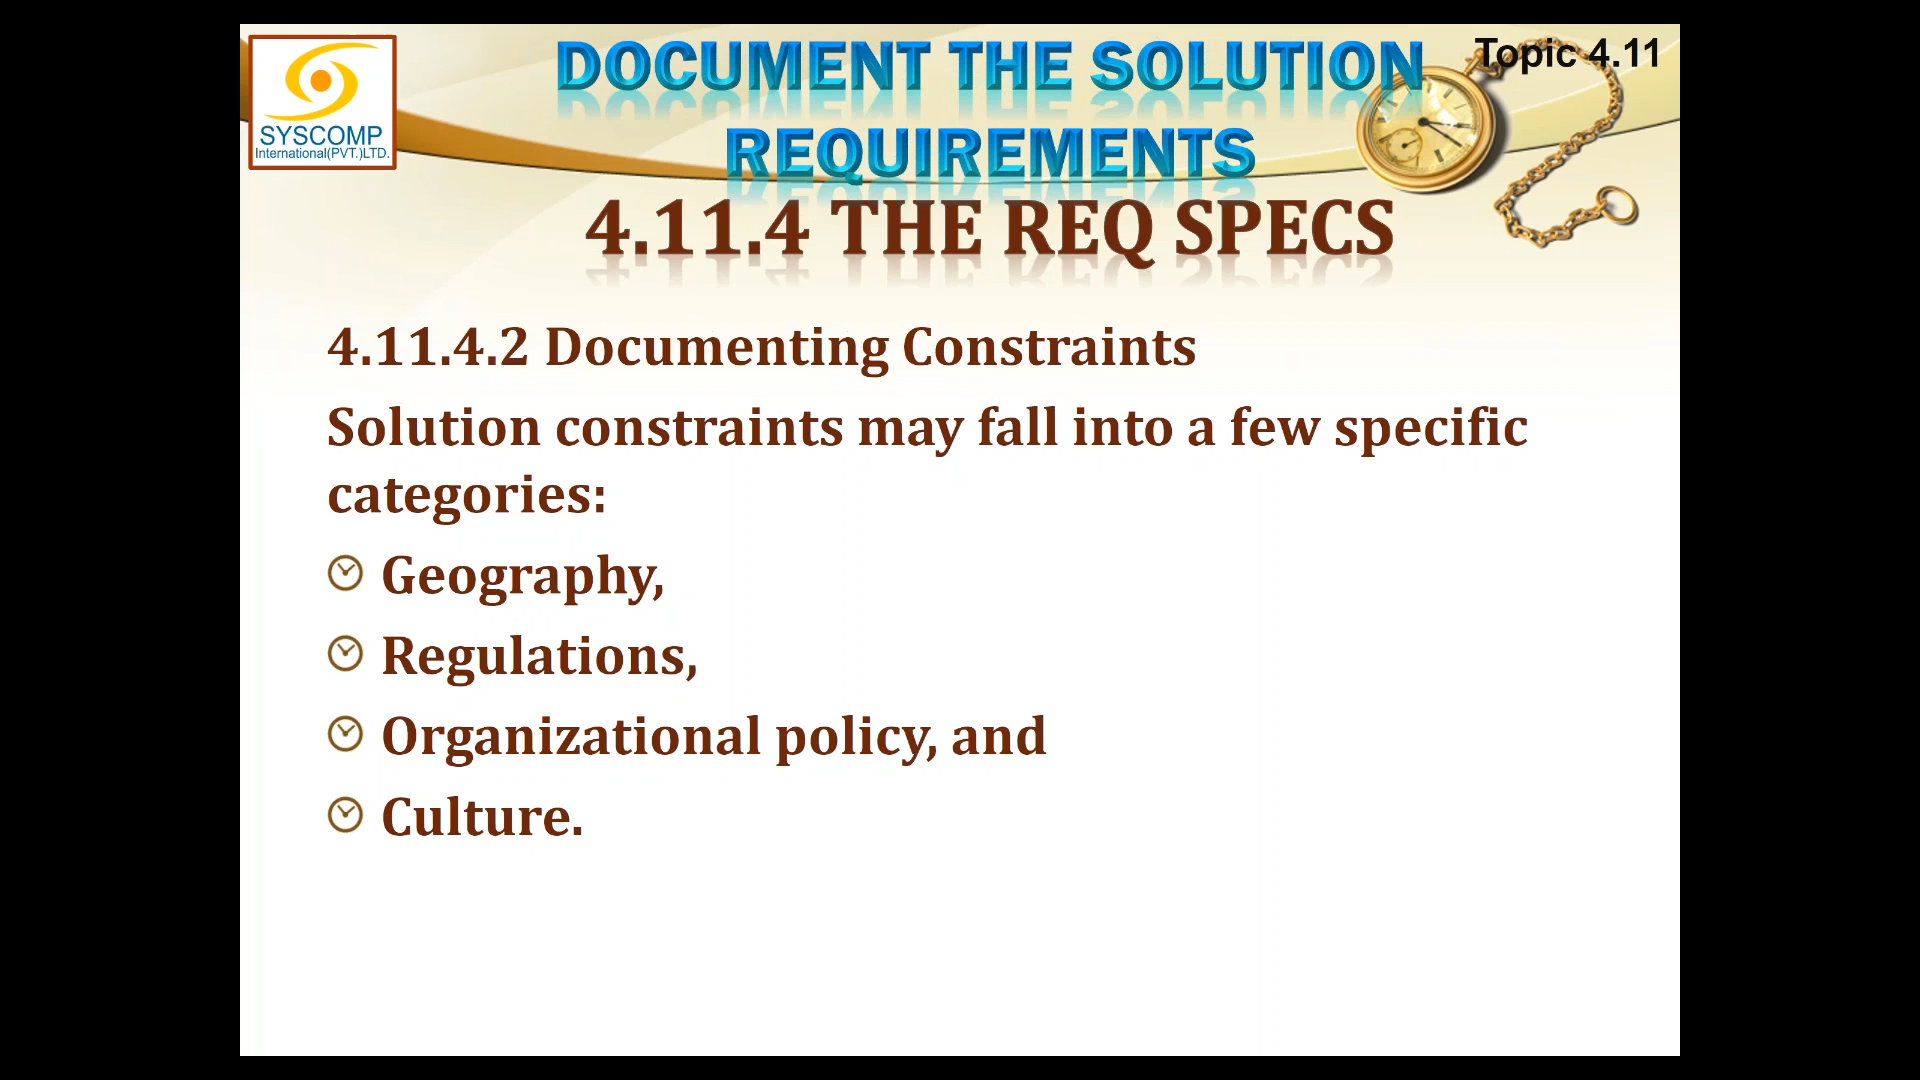 SYSCOMP
International(PVT.)LTD.
DOCUMENT THE SOLUTION
REQUIREMENTS
Topic 4.11
4.11.4 THE REQ SPECS
4.11.4.2 Documenting Constraints
Solution constraints may fall into a few specific
categories:
Geography,
Regulations,
Organizational policy, and
Culture.